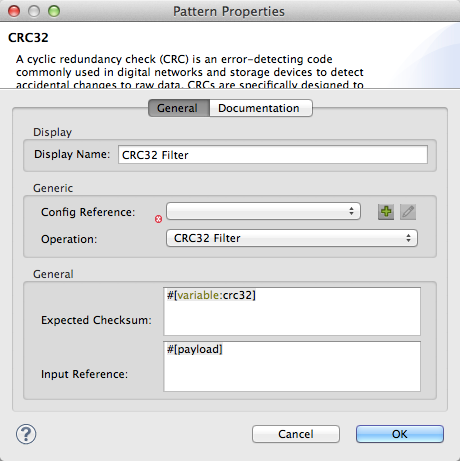 Pattern Properties
CRC32
A cyclic redundancy check (CRC) is an error-detecting code
commonly used in digital networks and storage devices to detect
accidental changes to raw data. CRCs are specifically designed to
General
Documentation
Display
Display Name:
CRC32 Filter
Generic
Config Reference:
Operation:
CRC32 Filter
General
Expected Checksum:
#[variable:crc32]
Input Reference:
#[payload]
?
Cancel
OK